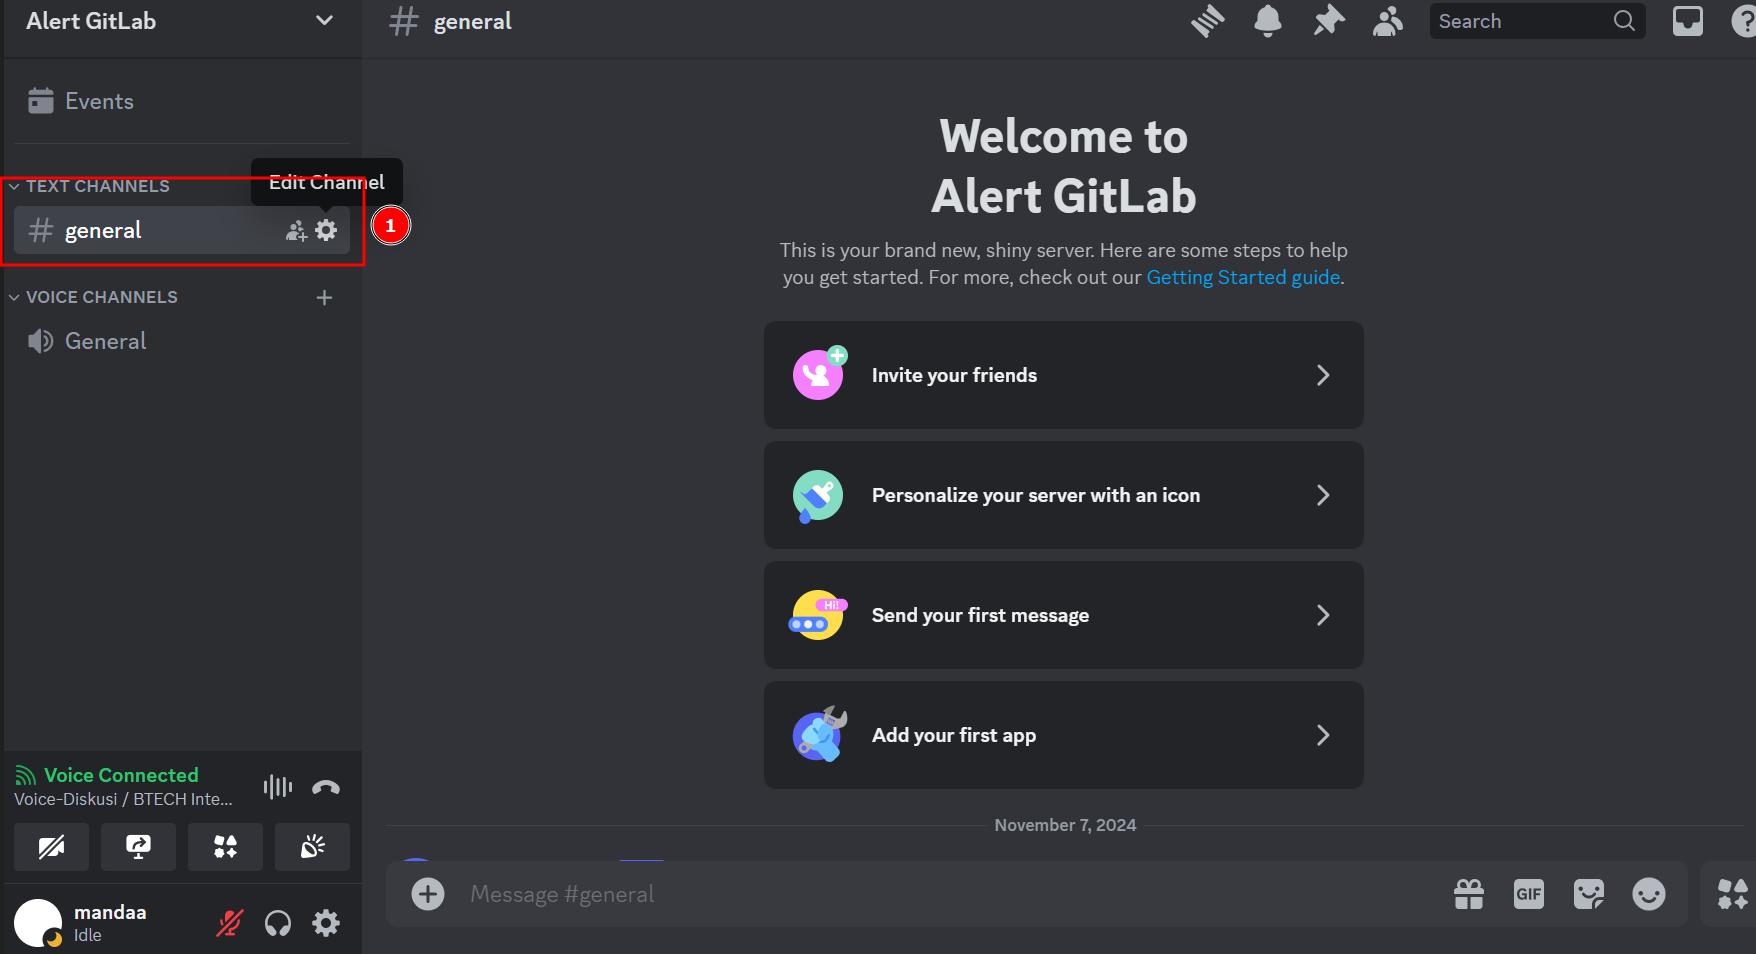 Alert GitLab
general
Search
Events
Edit Channel
TEXT CHANNELS
general
1
VOICE CHANNELS
General
Welcome to
Alert GitLab
This is your brand new, shiny server. Here are some steps to help
you get started. For more, check out our Getting Started guide.
Invite your friends
Personalize your server with an icon
Hi!
Send your first message
Add your first app
November 7, 2024
Voice Connected
Voice-Diskusi / BTECH Inte...
Message #general
GIF
mandaa
Idle